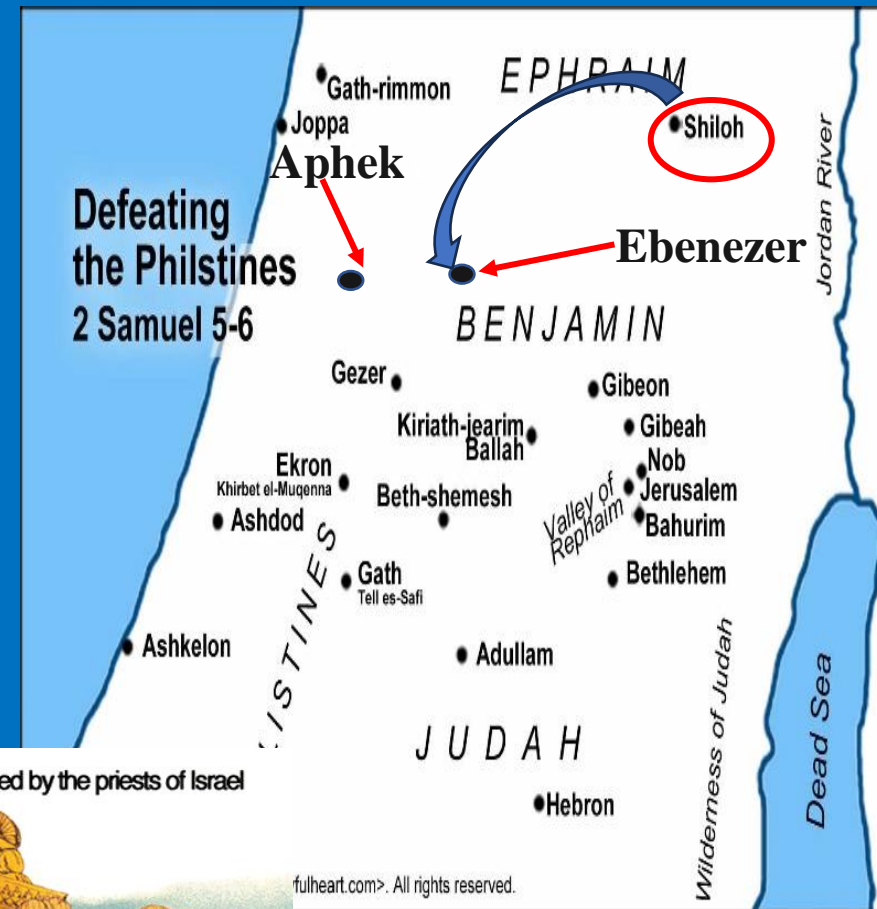 EPHRAIM
Gath-rimmon
Joppa
Shiloh
Aphek
Jordan River
Defeating
the Philstines
2 Samuel 5-6
Ebenezer
BENJAMIN
Gezer
Gibeon
Kiriath-jearim
Ballah
Gibeah
Ekron
Khirbet el-Muqenna
Nob
Beth-shemesh
Valley of
Rephaim
Jerusalem
Ashdod
Bahurim
Gath
Tell es-Safi
Bethlehem
LISTINES
Ashkelon
Adullam
Wilderness of Judah
Dead Sea
JUDAH
ed by the priests of Israel
Hebron
fulheart.com>. All rights reserved.